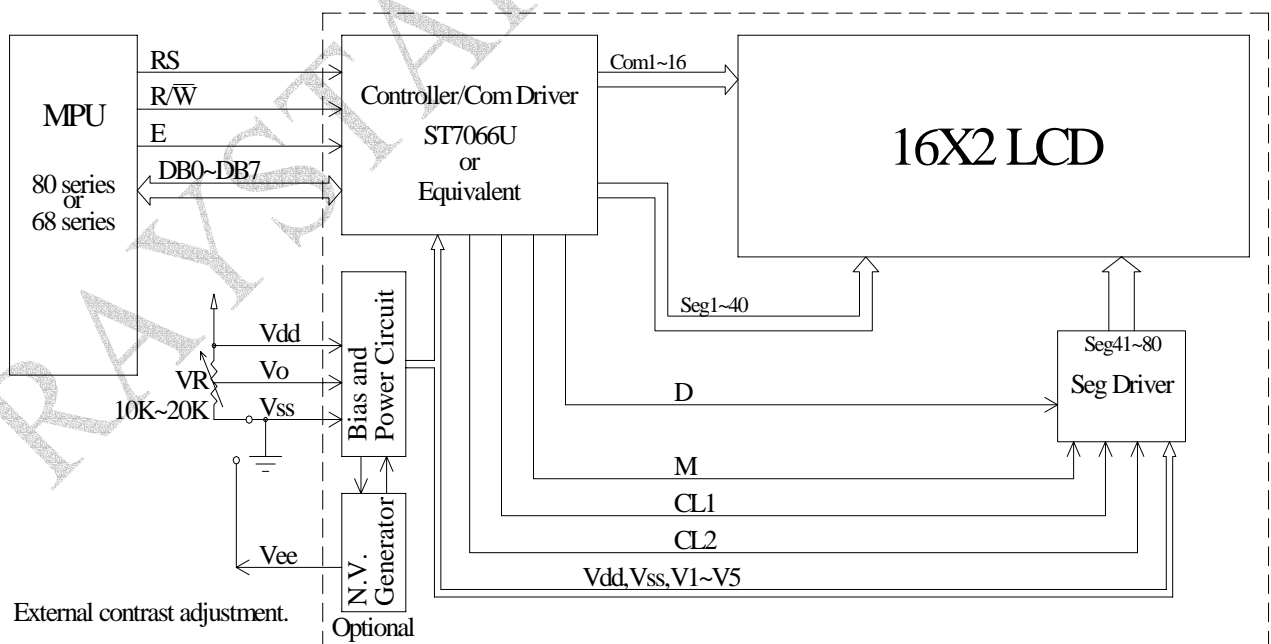 RAYSTA
MPU
80 series
or
68 series
RS
R/W̅
E
DB0~DB7
Controller/Com Driver
ST7066U
or
Equivalent
Com1~16
16X2 LCD
Seg1~40
Seg41~80
Seg Driver
Vdd
Vo
Vss
VR
10K~20K
Bias and
Power Circuit
D
M
CL1
CL2
Vdd,Vss,V1~V5
N.V.
Generator
Vee
External contrast adjustment.
Optional